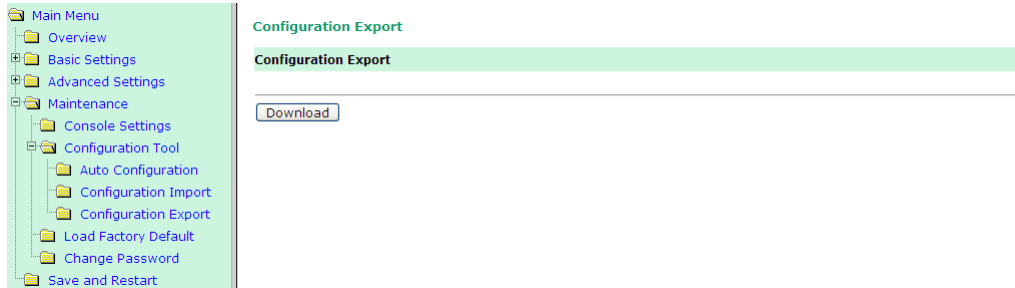 Main Menu
Overview
Basic Settings
Advanced Settings
Maintenance
Console Settings
Configuration Tool
Auto Configuration
Configuration Import
Configuration Export
Load Factory Default
Change Password
Save and Restart
Configuration Export
Configuration Export
Download